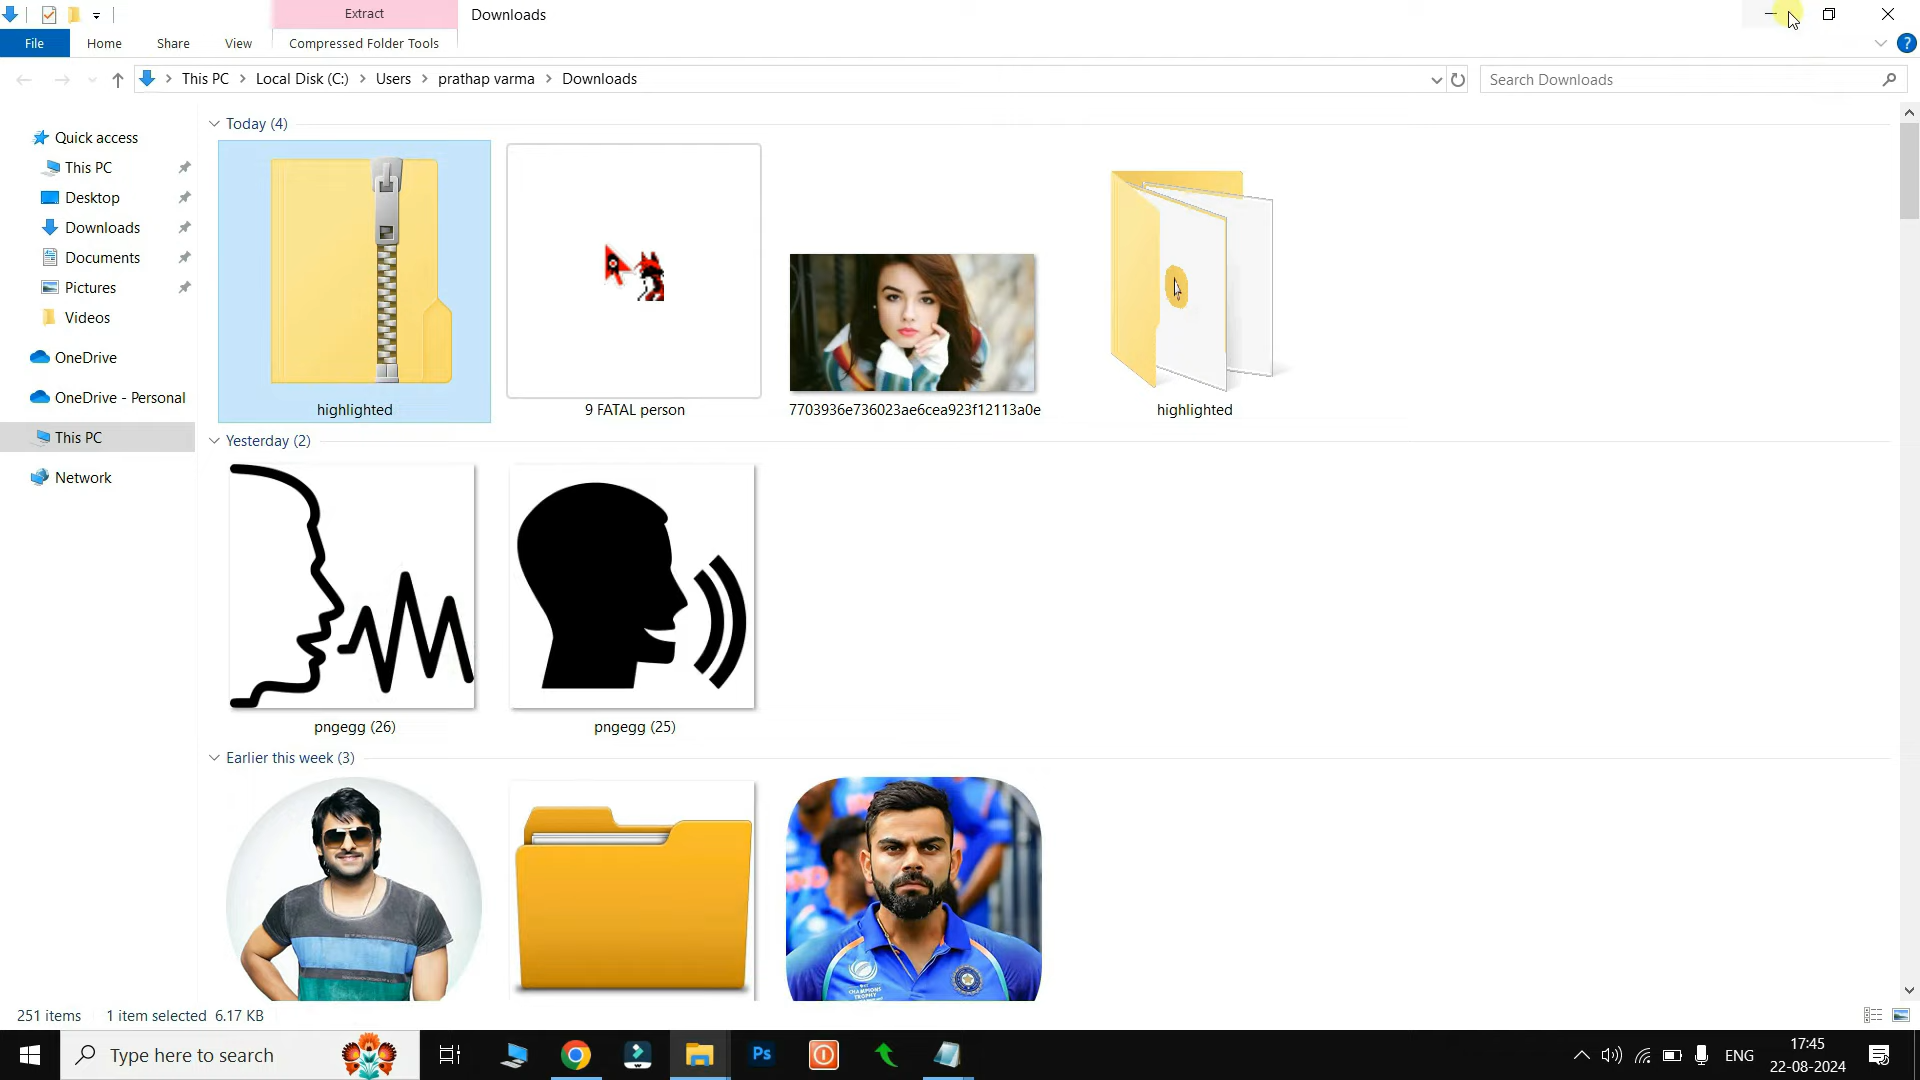 Extract
Downloads
File
Home
Share
View
Compressed Folder Tools
?
This PC
Local Disk (C:)
Users
prathap varma
Downloads
Search Downloads
Quick access
This PC
Desktop
Downloads
Documents
Pictures
Videos
OneDrive
OneDrive - Personal
This PC
Network
Today (4)
highlighted
9 FATAL person
7703936e736023ae6cea923f12113a0e
highlighted
Yesterday (2)
pngegg (26)
pngegg (25)
Earlier this week (3)
CHAMPIONS
TROPHY
251 items
1 item selected 6.17 KB
Type here to search
Ps
ENG
17:45
22-08-2024